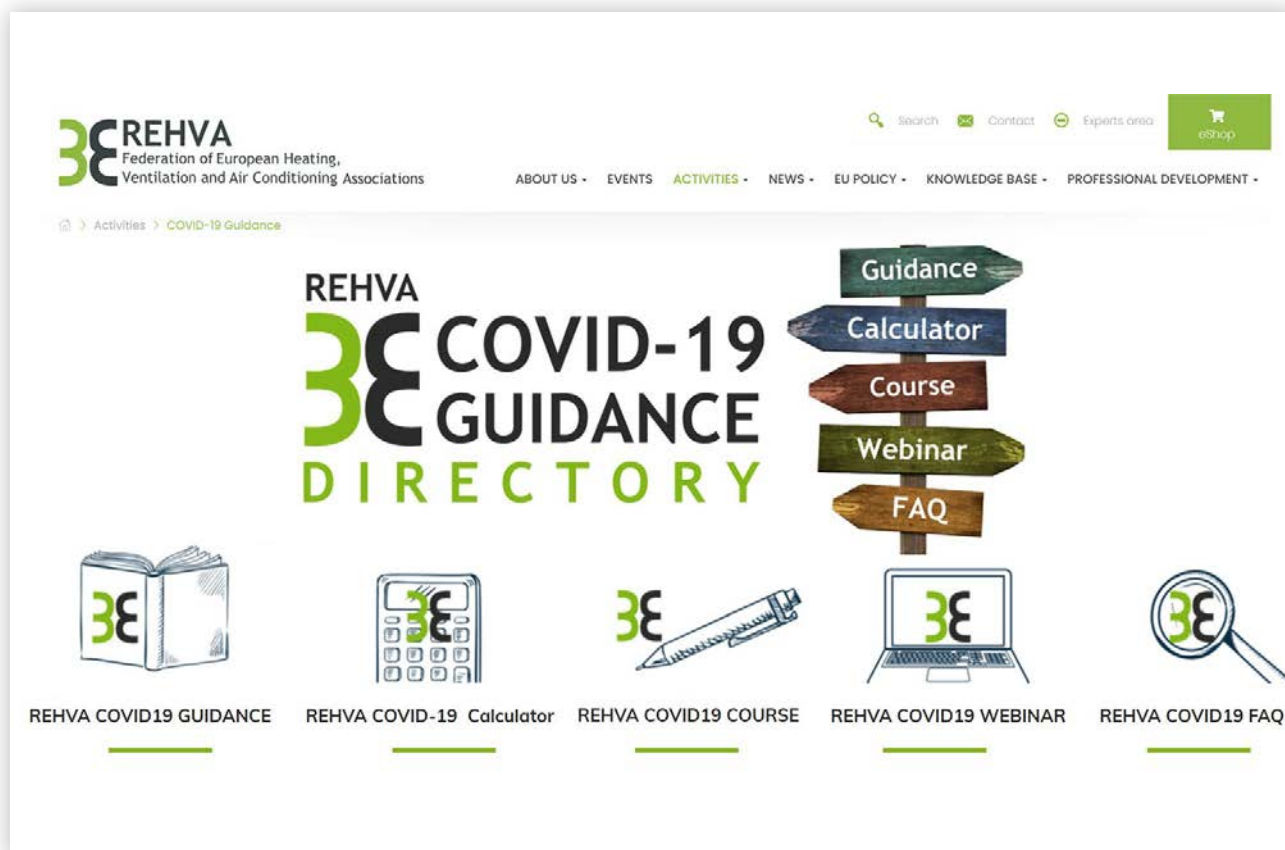 Search Contact Experts area eShop
REHVA
Federation of European Heating,
Ventilation and Air Conditioning Associations
ABOUT US EVENTS ACTIVITIES NEWS EU POLICY KNOWLEDGE BASE PROFESSIONAL DEVELOPMENT
> Activities > COVID-19 Guidance
REHVA
COVID-19
GUIDANCE
DIRECTORY
Guidance
Calculator
Course
Webinar
FAQ
REHVA COVID19 GUIDANCE
REHVA COVID-19 Calculator
REHVA COVID19 COURSE
REHVA COVID19 WEBINAR
REHVA COVID19 FAQ